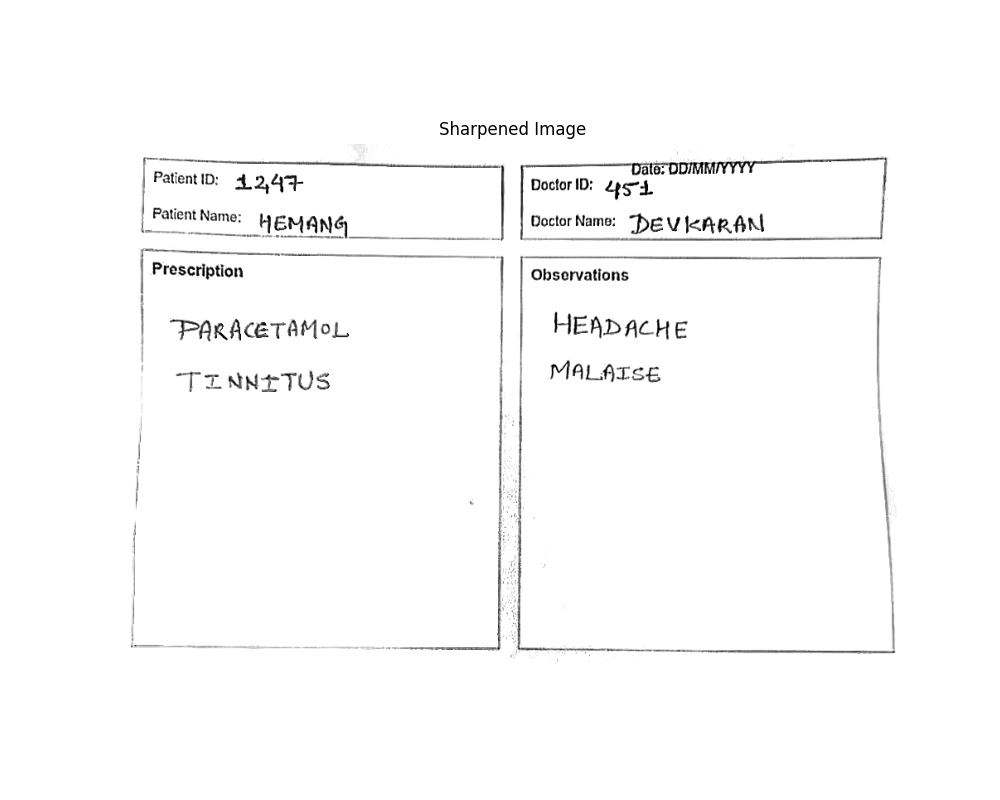 Sharpened Image
Patient ID: 1247
Patient Name: HEMANG
Date: DD/MM/YYYY
Doctor ID: 451
Doctor Name: DEVKARAN
Prescription
PARACETAMOL
TINNITUS
Observations
HEADACHE
MALAISE